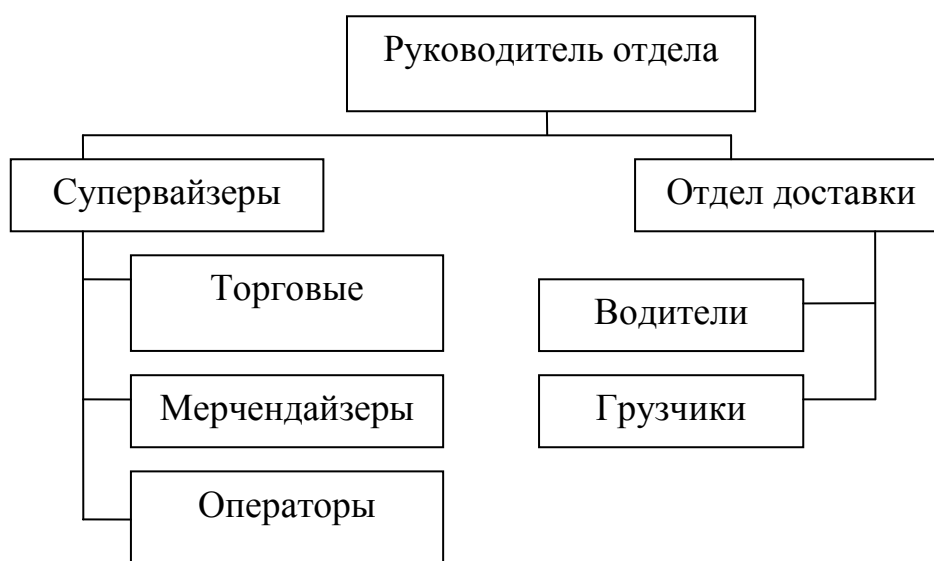 Руководитель отдела
Супервайзеры
Отдел доставки
Торговые
Водители
Мерчендайзеры
Грузчики
Операторы